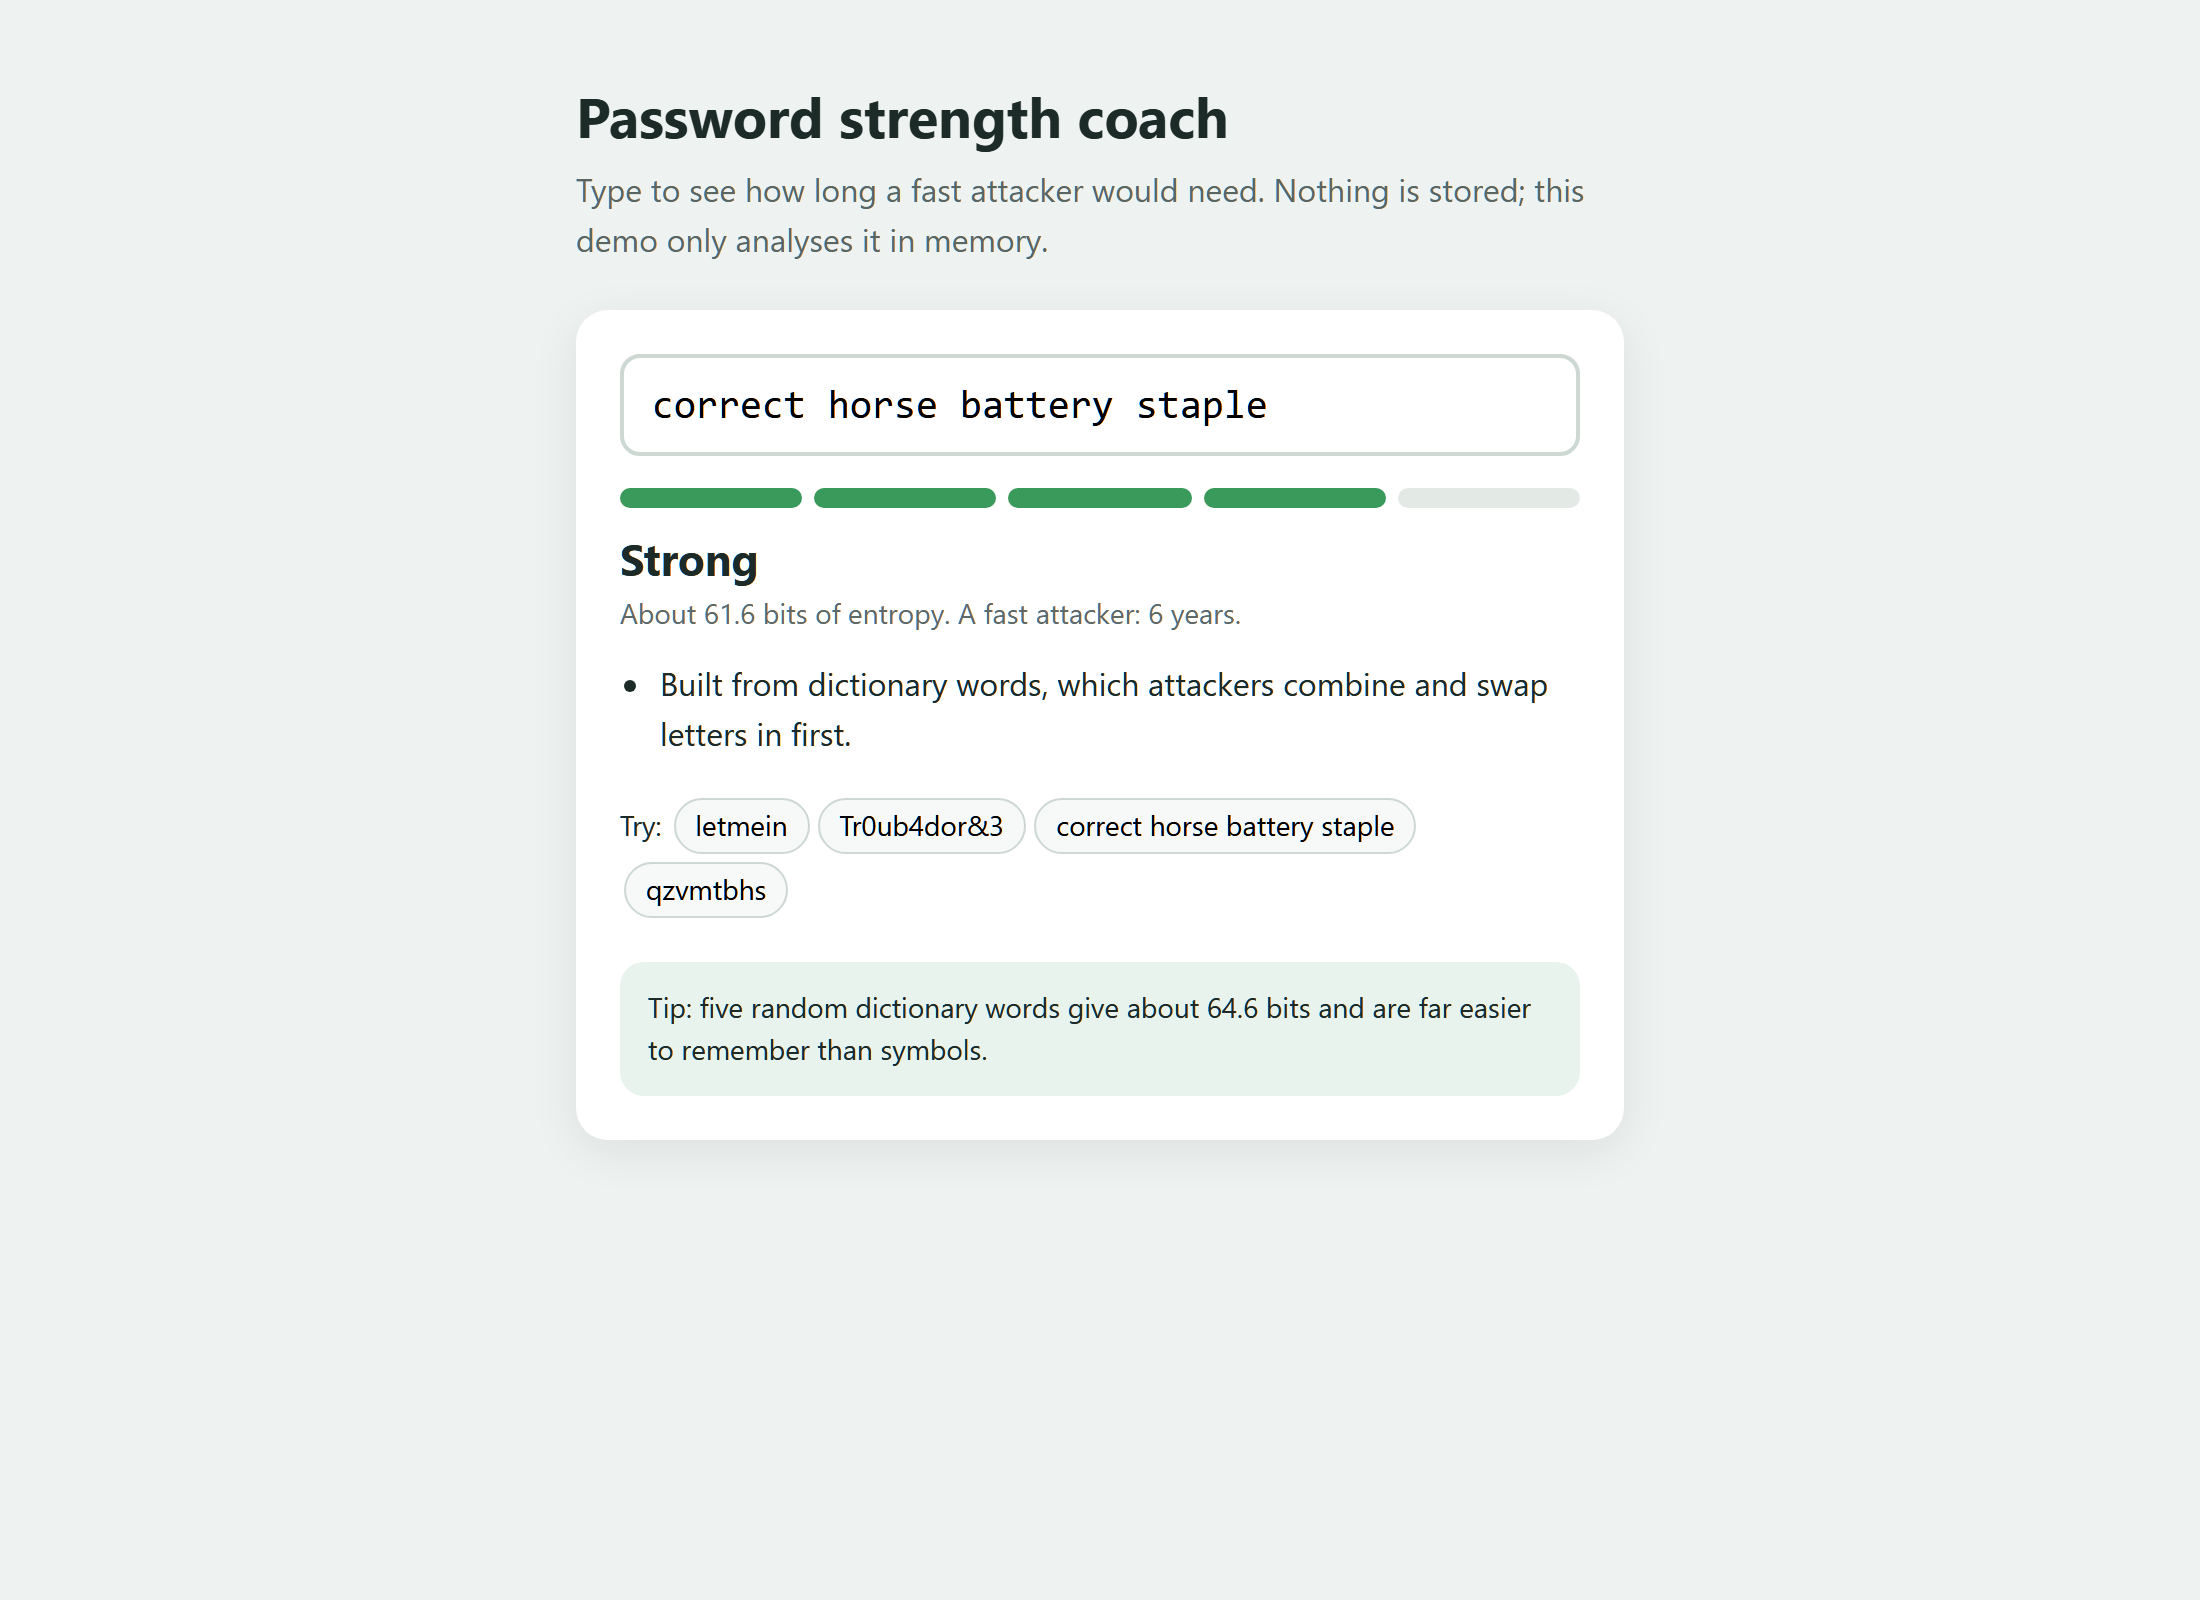 Password strength coach
Type to see how long a fast attacker would need. Nothing is stored; this
demo only analyses it in memory.
correct horse battery staple
Strong
About 61.6 bits of entropy. A fast attacker: 6 years.
Built from dictionary words, which attackers combine and swap
letters in first.
Try: letmein Tr0ub4dor&3 correct horse battery staple
qzvmtbhs
Tip: five random dictionary words give about 64.6 bits and are far easier
to remember than symbols.